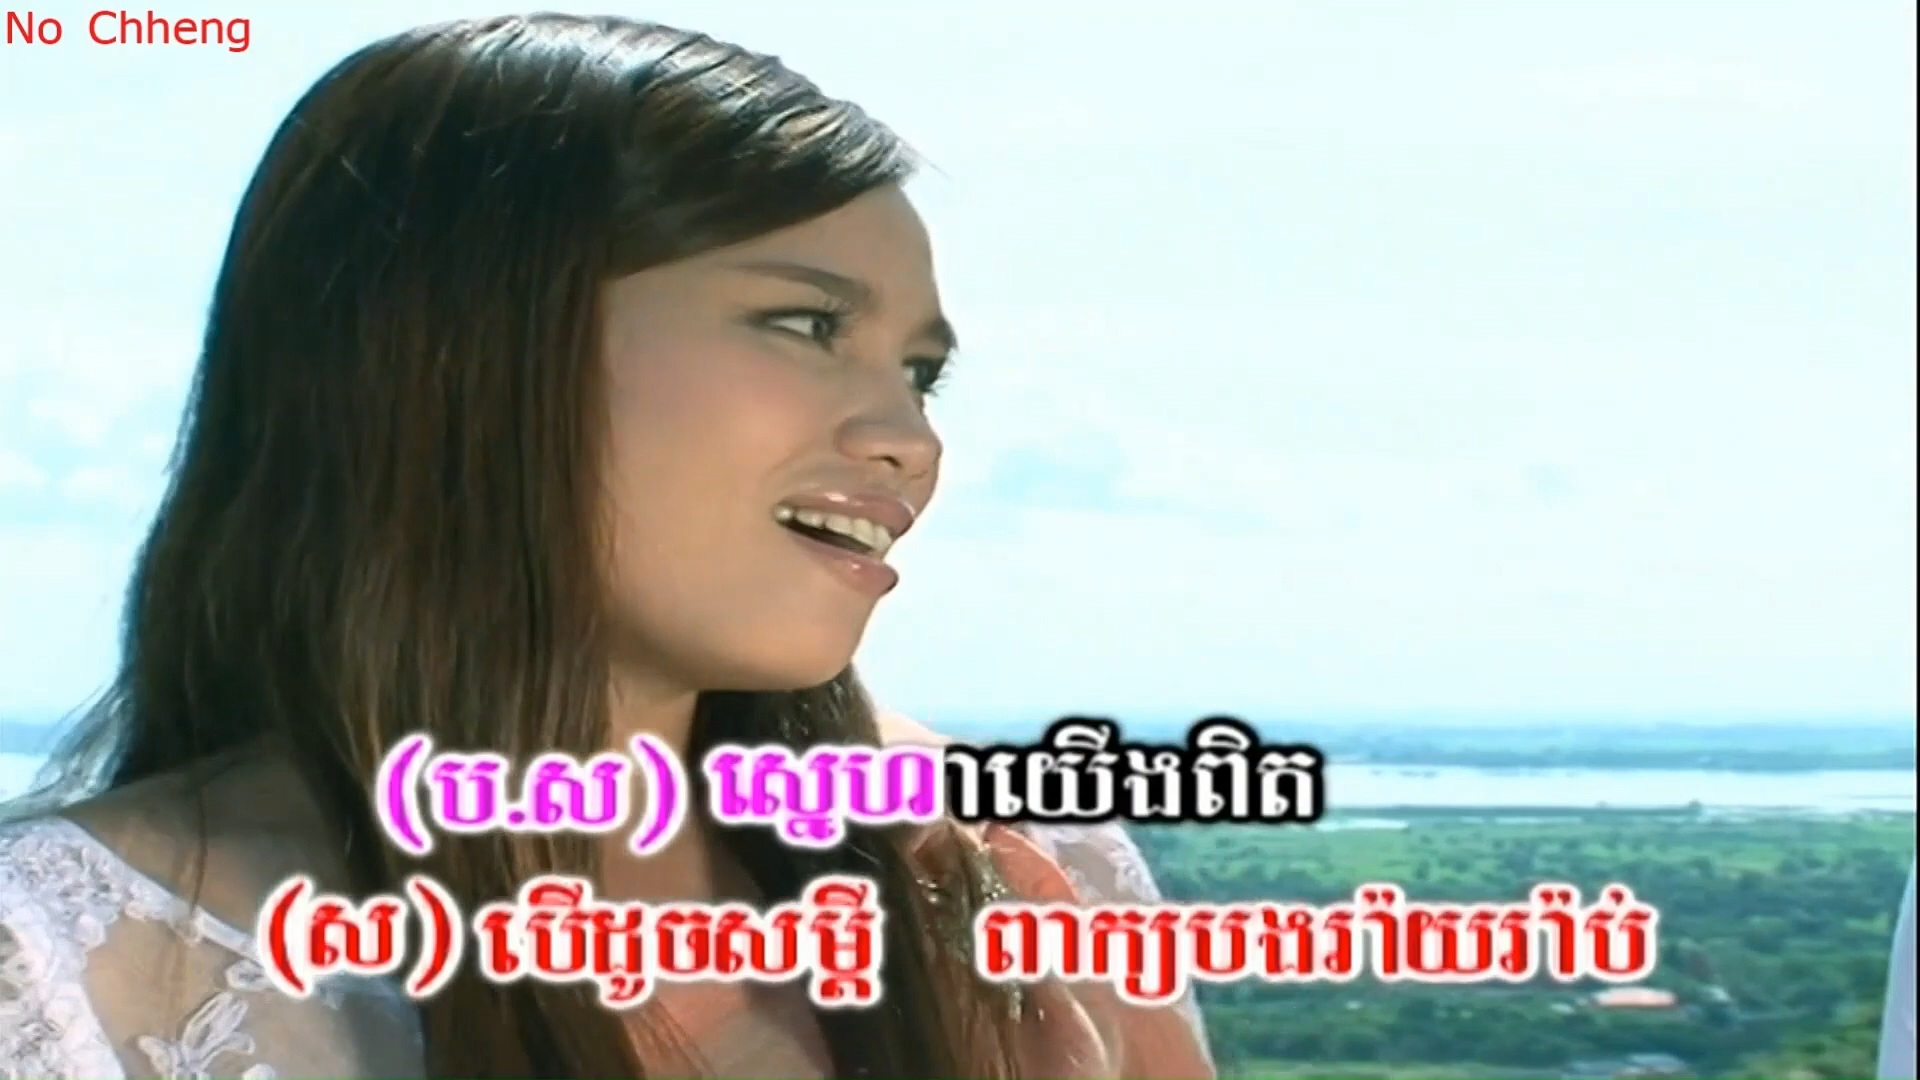 No Chheng
(ប.ស) ស្នេហាយើងពិត
(ស) បើដូចសម្ដី ពាក្យបងរ៉ាយរ៉ាប់